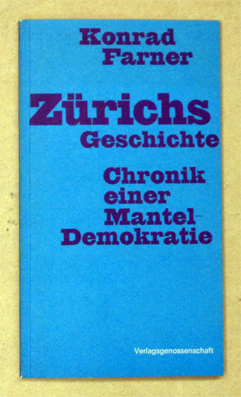 Konrad
Farner
Zürichs
Geschichte
Chronik
einer
Mantel-
Demokratie
Verlagsgenossenschaft